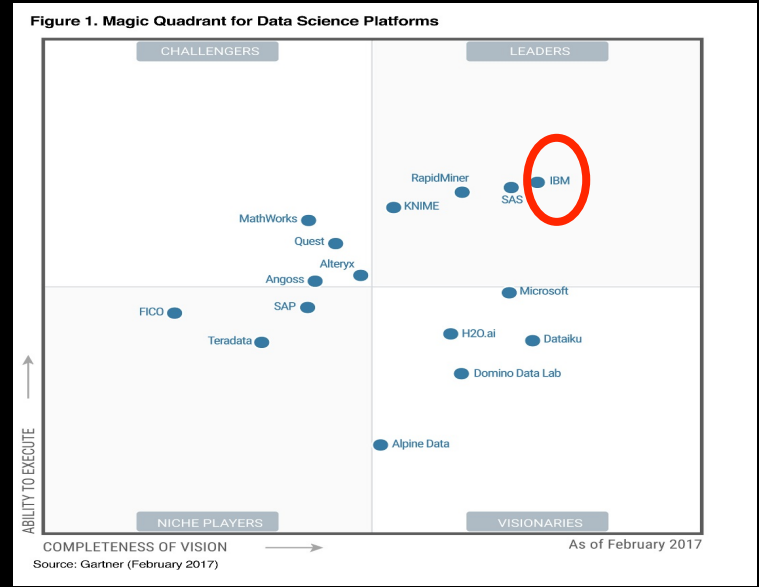 Figure 1. Magic Quadrant for Data Science Platforms
CHALLENGERS
LEADERS
RapidMiner
IBM
SAS
KNIME
MathWorks
Quest
Alteryx
Angoss
Microsoft
SAP
FICO
H2O.ai
Dataiku
Teradata
Domino Data Lab
Alpine Data
ABILITY TO EXECUTE
NICHE PLAYERS
VISIONARIES
COMPLETENESS OF VISION
As of February 2017
Source: Gartner (February 2017)